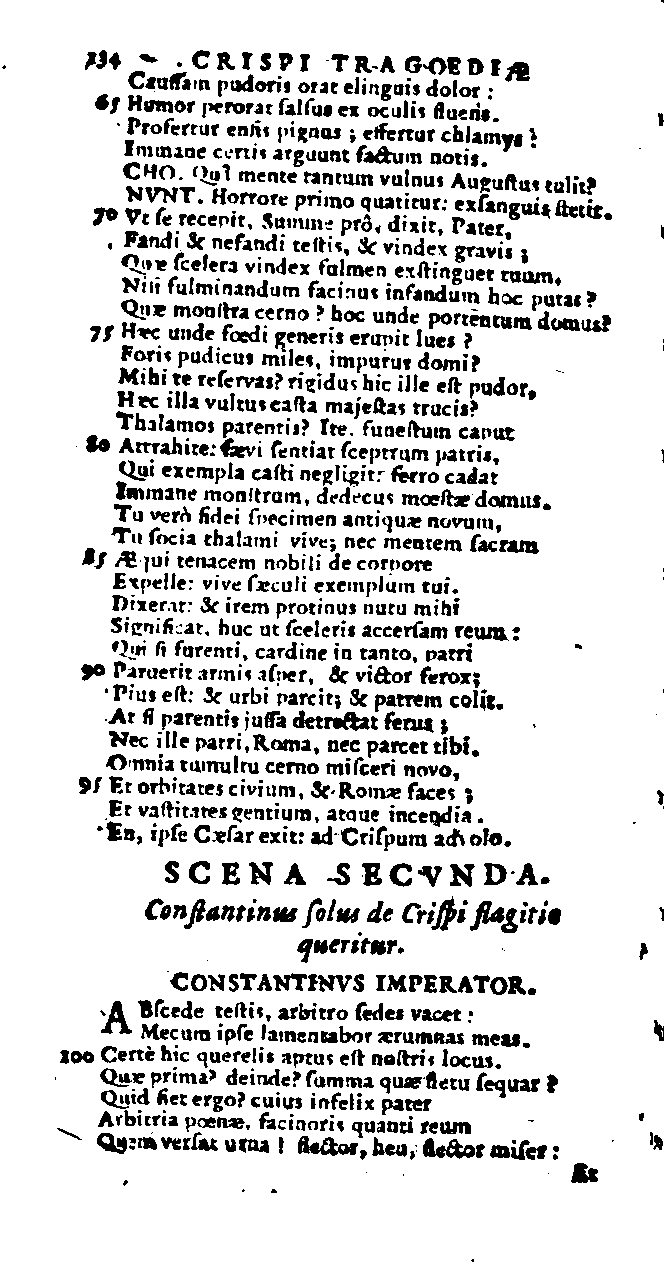 234 . CRISPI TRAGOEDIÆ
Cauſſam pudoris orat elinguis dolor :
65 Humor perorat ſalſus ex oculis fluens.
Profertur enſis pignus ; effertur chlamys :
Immane certis arguunt factum notis.
CHO. Quî mente tantum vulnus Auguſtus tulit?
NVNT. Horrore primo quatitur: exſanguis ſtetit.
70 Vt ſe recepit, Summe prô, dixit, Pater,
Fandi & nefandi teſtis, & vindex gravis ;
Quæ ſcelera vindex fulmen exſtinguet tuum,
Niſi fulminandum facinus infandum hoc putas ?
Quæ monſtra cerno ? hoc unde portentum domus?
75 Hæc unde fœdi generis erupit lues ?
Foris pudicus miles, impurus domi?
Mihi te reſervas? rigidus hic ille eſt pudor,
Hæc illa vultus caſta majeſtas trucis?
Thalamos parentis? Ite. funeſtum caput
80 Attrahite: ſævi ſentiat ſceptrum patris,
Qui exempla caſti negligit: ferro cadat
Immane monſtrum, dedecus mœſtæ domus.
Tu verò fidei ſpecimen antiquæ novum,
Tu ſocia thalami vive; nec mentem ſacram
85 Æqui tenacem nobili de corpore
Expelle: vive ſæculi exemplum tui.
Dixerat: & item protinus nutu mihi
Significat, huc ut ſceleris accerſam reum :
Qui ſi furenti, cardine in tanto, patri
90 Paruerit armis aſper, & victor ferox;
Pius eſt: & urbi parcit; & patrem colit.
At ſi parentis juſſa detrectat ferus ;
Nec ille patri, Roma, nec parcet tibi.
Omnia tumultu cerno miſceri novo,
95 Et orbitates civium, & Romæ faces ;
Et vaſtitates gentium, atque incendia.
En, ipſe Cæſar exit: ad Criſpum advolo.
SCENA SECVNDA.
Conſtantinus ſolus de Criſpi flagitio
queritur.
CONSTANTINVS IMPERATOR.
ABſcede teſtis, arbitro ſedes vacet :
Mecum ipſe lamentabor ærumnas meas.
100 Certè hic querelis aptus eſt noſtris locus.
Quæ prima? deinde? ſumma quæ fletu ſequar ?
Quid fiet ergo? cuius infelix pater
Arbitria pœnæ, facinoris quanti reum
Quem verſat urna ! flector, heu, flector miſer :
Et